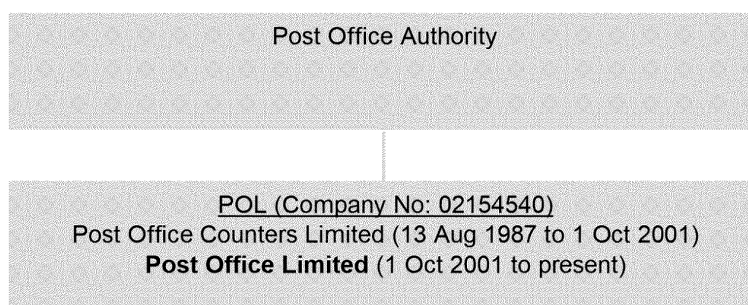 Post Office Authority
POL (Company No: 02154540)
Post Office Counters Limited (13 Aug 1987 to 1 Oct 2001)
Post Office Limited (1 Oct 2001 to present)